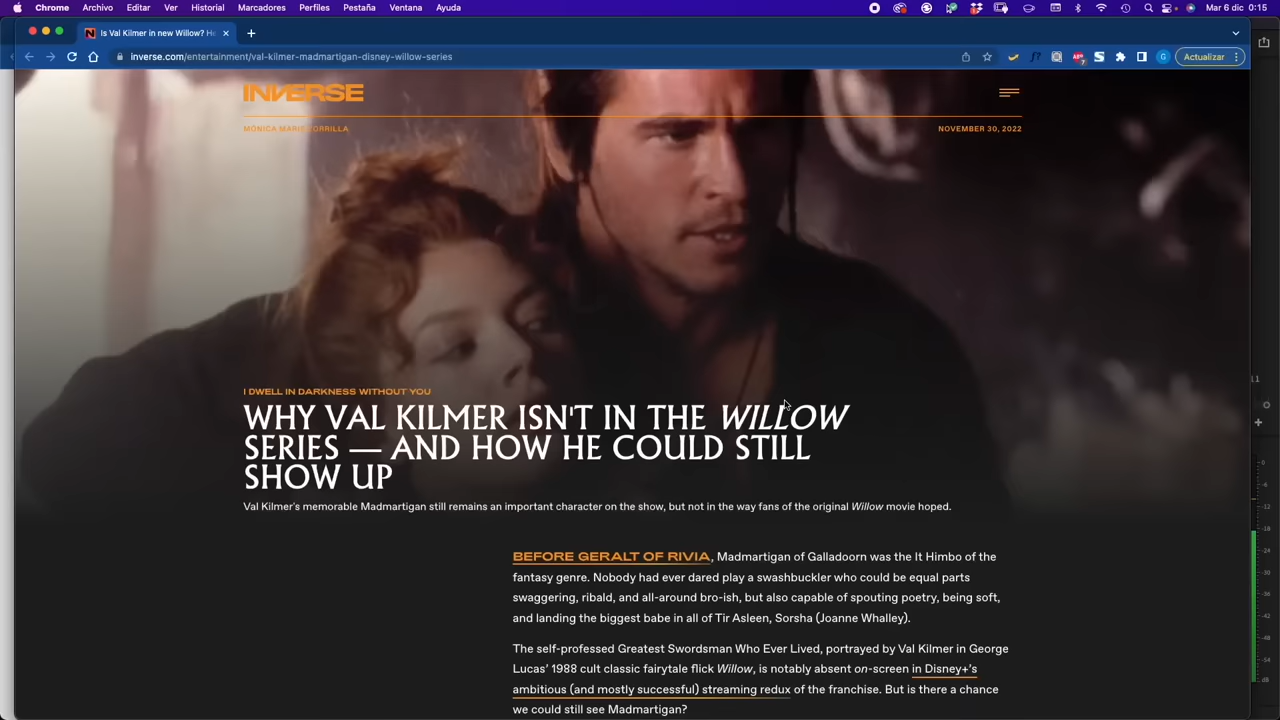 Chrome Archivo Editar Ver Historial Marcadores Perfiles Pestaña Ventana Ayuda Mar 6 dic 0:15
Is Val Kilmer in new Willow? He
inverse.com/entertainment/val-kilmer-madmartigan-disney-willow-series Actualizar
INVERSE
MÓNICA MARIE ZORRILLA NOVEMBER 30, 2022
I DWELL IN DARKNESS WITHOUT YOU
WHY VAL KILMER ISN'T IN THE WILLOW
SERIES — AND HOW HE COULD STILL
SHOW UP
Val Kilmer's memorable Madmartigan still remains an important character on the show, but not in the way fans of the original Willow movie hoped.
BEFORE GERALT OF RIVIA, Madmartigan of Galladoorn was the It Himbo of the
fantasy genre. Nobody had ever dared play a swashbuckler who could be equal parts
swaggering, ribald, and all-around bro-ish, but also capable of spouting poetry, being soft,
and landing the biggest babe in all of Tir Asleen, Sorsha (Joanne Whalley).
The self-professed Greatest Swordsman Who Ever Lived, portrayed by Val Kilmer in George
Lucas' 1988 cult classic fairytale flick Willow, is notably absent on-screen in Disney+'s
ambitious (and mostly successful) streaming redux of the franchise. But is there a chance
we could still see Madmartigan?